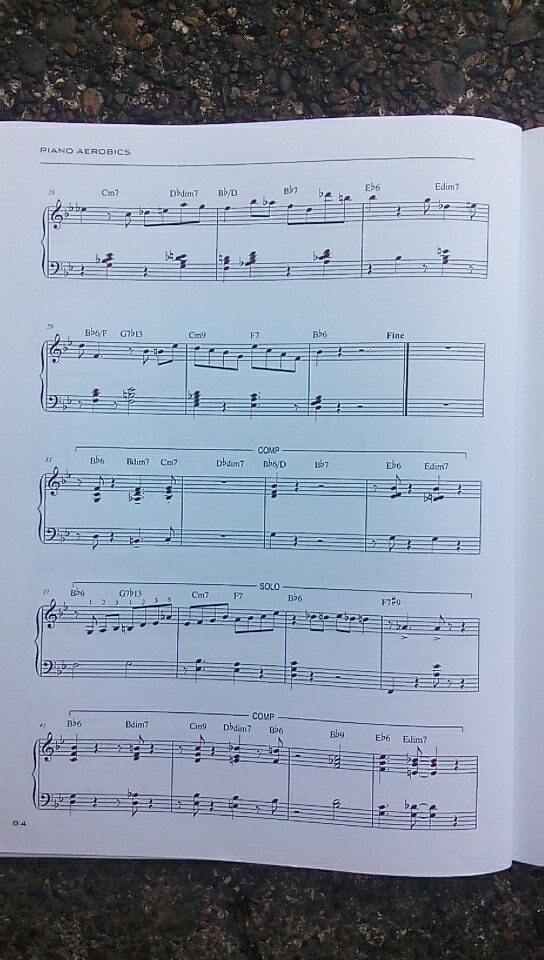 PIANO AEROBICS
26
Cm7 D♭dim7 B♭/D B♭7 E♭6 Edim7
29
B♭6/F G7♭13 Cm9 F7 B♭6 Fine
COMP
33
B♭6 Bdim7 Cm7 D♭dim7 B♭6/D B♭7 E♭6 Edim7
SOLO
37
B♭6 G7♭13 Cm7 F7 B♭6 F7#9
1 2 3 1 2 3 5
COMP
41
B♭6 Bdim7 Cm9 D♭dim7 B♭6 B♭9 E♭6 Edim7
84